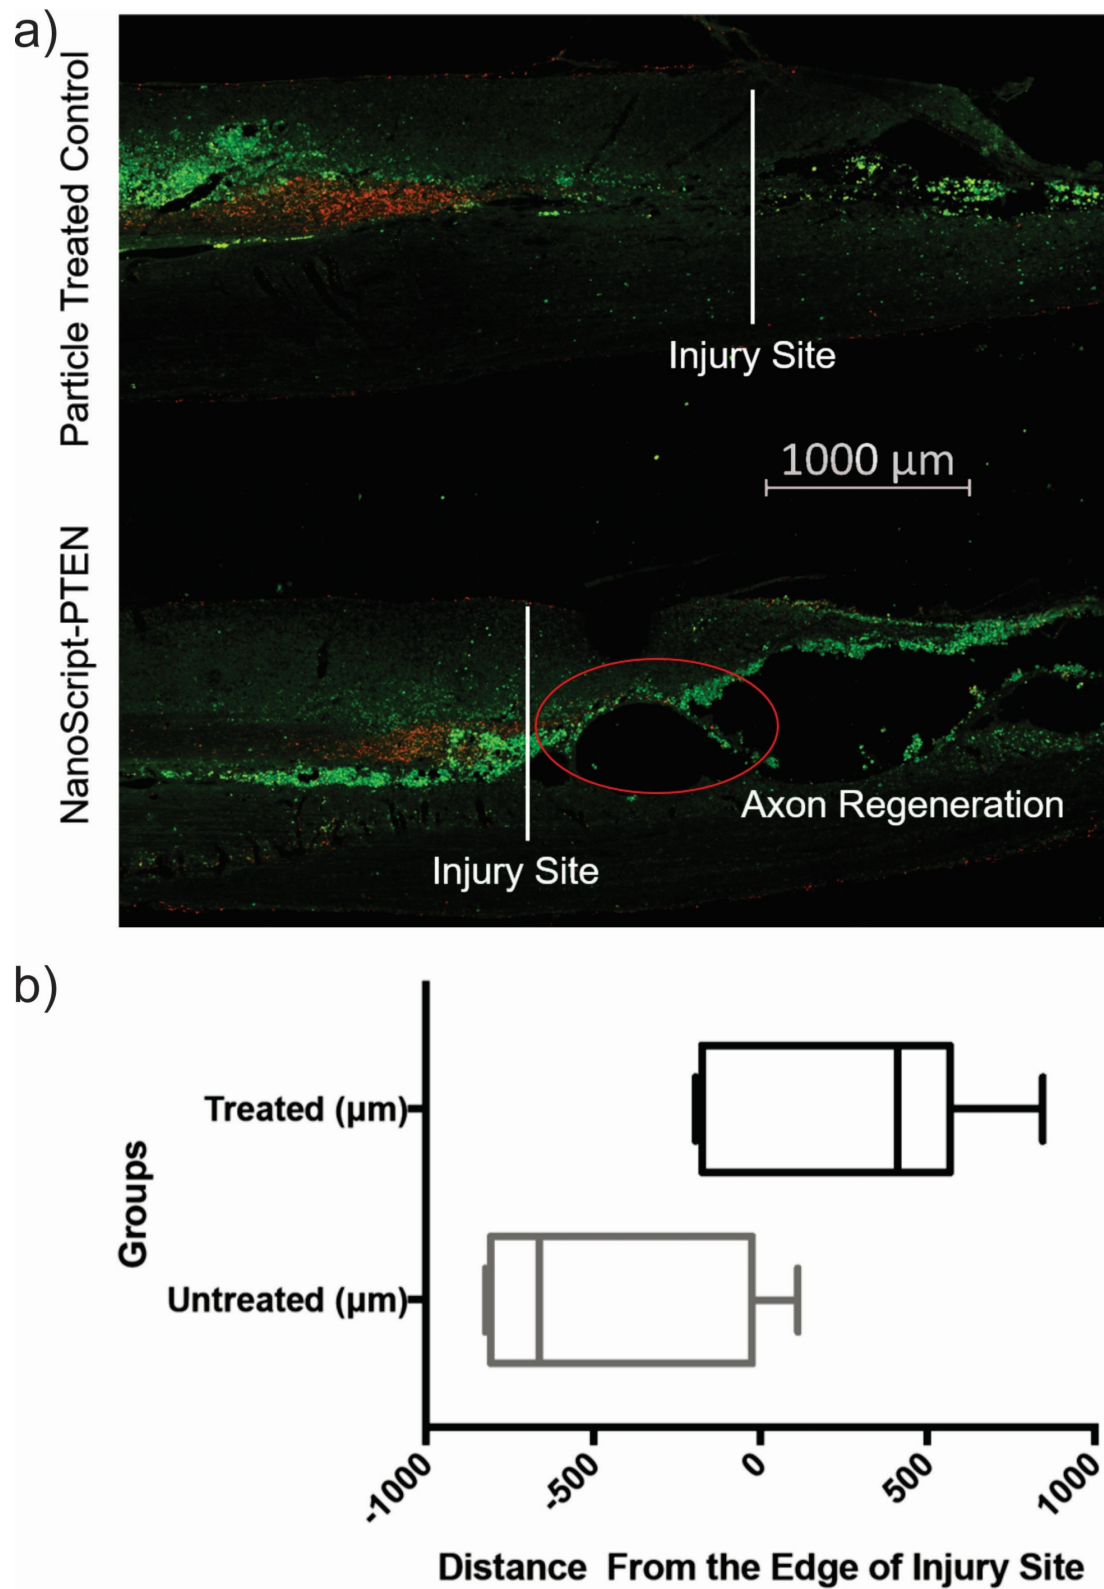 a)
Particle Treated Control
Injury Site
1000 µm
NanoScript-PTEN
Axon Regeneration
Injury Site
b)
Groups
Treated (µm)
Untreated (µm)
-1000
-500
0
500
1000
Distance From the Edge of Injury Site